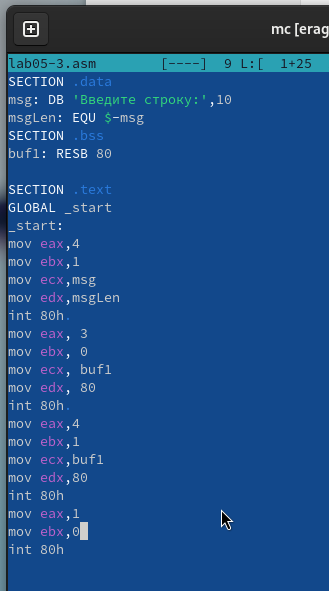 mc [erag
lab05-3.asm [----] 9 L:[ 1+25
SECTION .data
msg: DB 'Введите строку:',10
msgLen: EQU $-msg
SECTION .bss
buf1: RESB 80
SECTION .text
GLOBAL _start
_start:
mov eax,4
mov ebx,1
mov ecx,msg
mov edx,msgLen
int 80h.
mov eax, 3
mov ebx, 0
mov ecx, buf1
mov edx, 80
int 80h.
mov eax,4
mov ebx,1
mov ecx,buf1
mov edx,80
int 80h
mov eax,1
mov ebx,0
int 80h